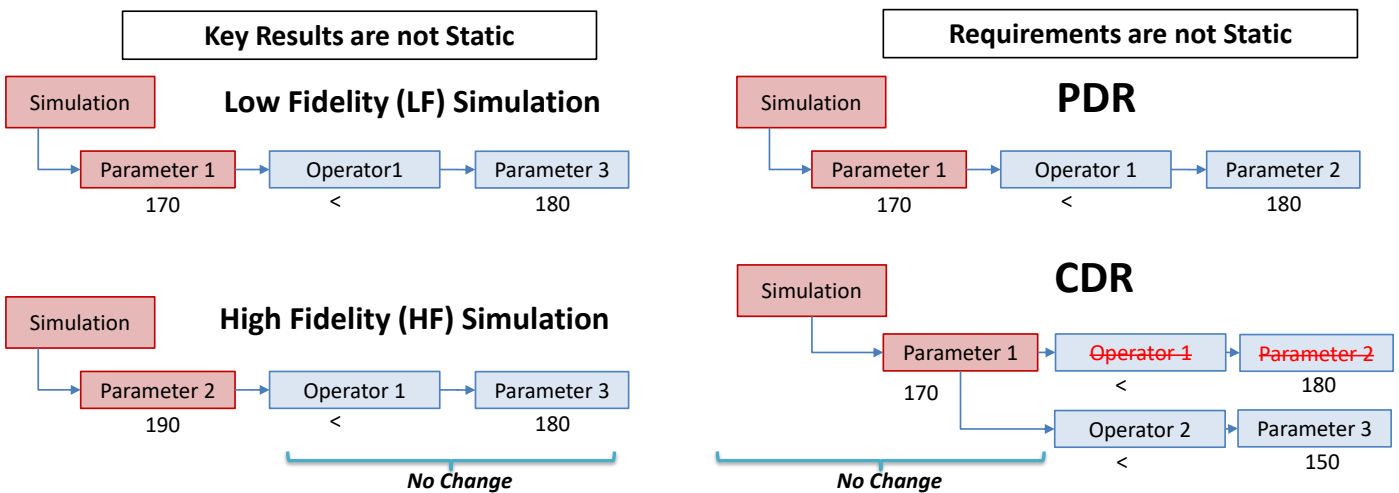 Key Results are not Static
Simulation
Low Fidelity (LF) Simulation
Parameter 1
Operator1
Parameter 3
170
<
180
Simulation
High Fidelity (HF) Simulation
Parameter 2
Operator 1
Parameter 3
190
<
180
No Change
Requirements are not Static
Simulation
PDR
Parameter 1
Operator 1
Parameter 2
170
<
180
Simulation
CDR
Parameter 1
Operator 1
Parameter 2
170
<
180
Operator 2
Parameter 3
<
150
No Change